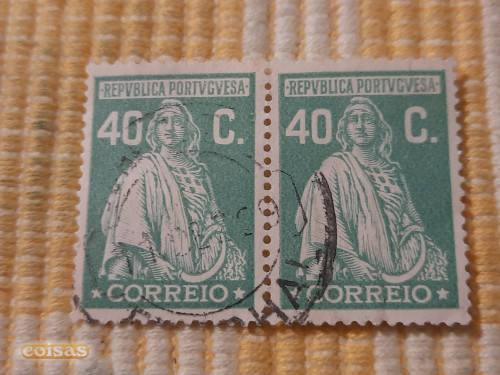 ·REPVBLICA PORTVGVESA·
40 C.
CORREIO
·REPVBLICA PORTVGVESA·
40 C.
CORREIO
coisas